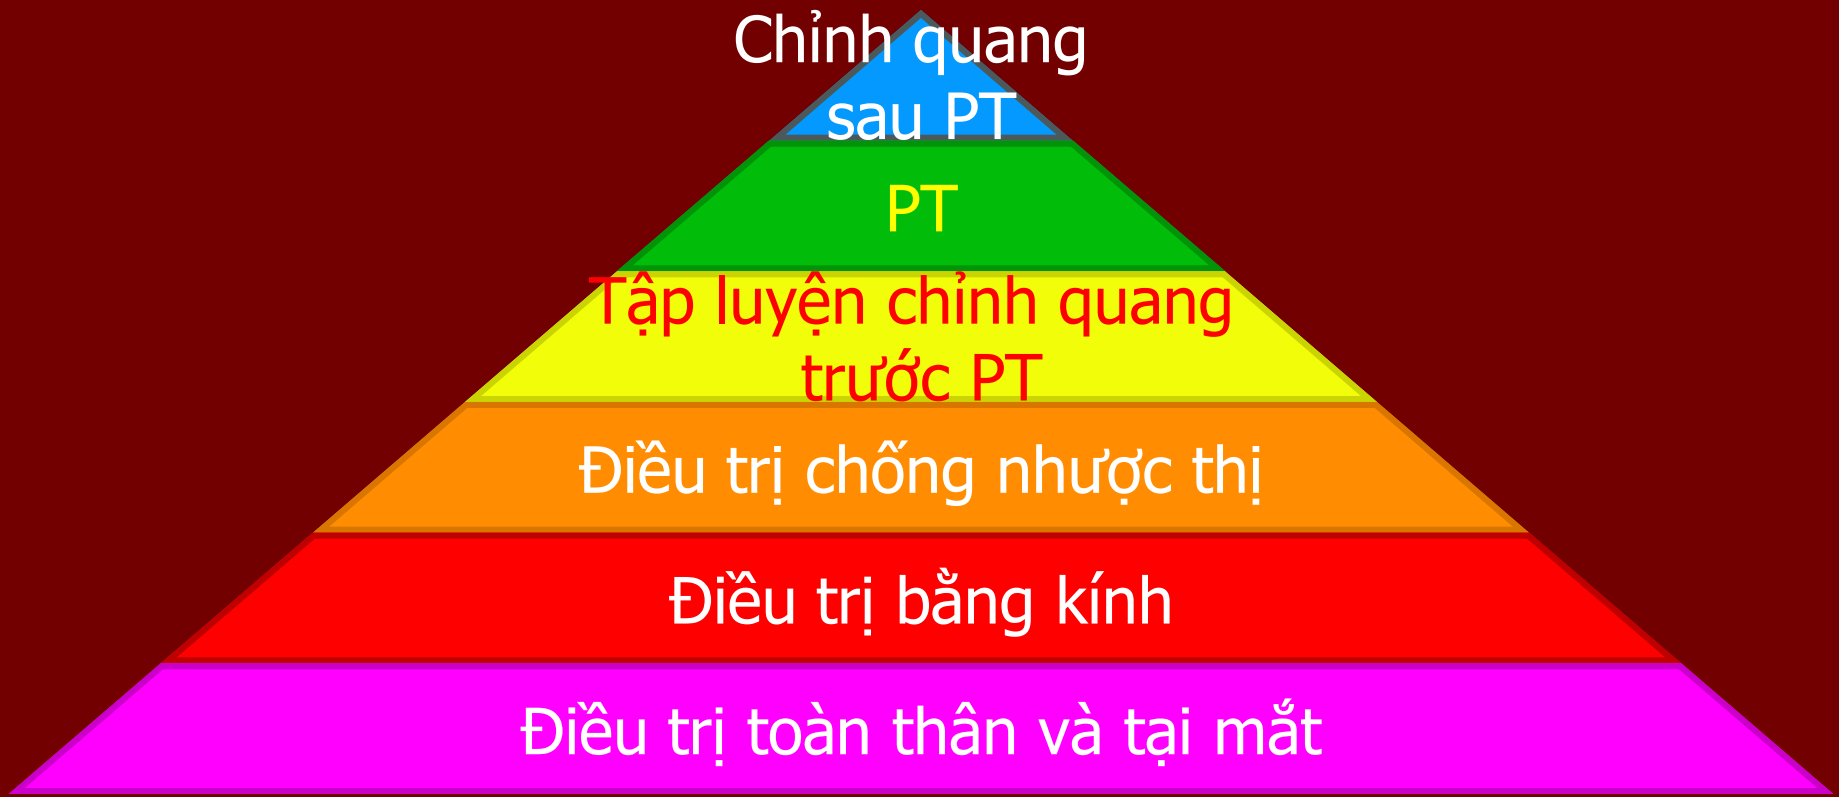 Chỉnh quang
sau PT
PT
Tập luyện chỉnh quang
trước PT
Điều trị chống nhược thị
Điều trị bằng kính
Điều trị toàn thân và tại mắt